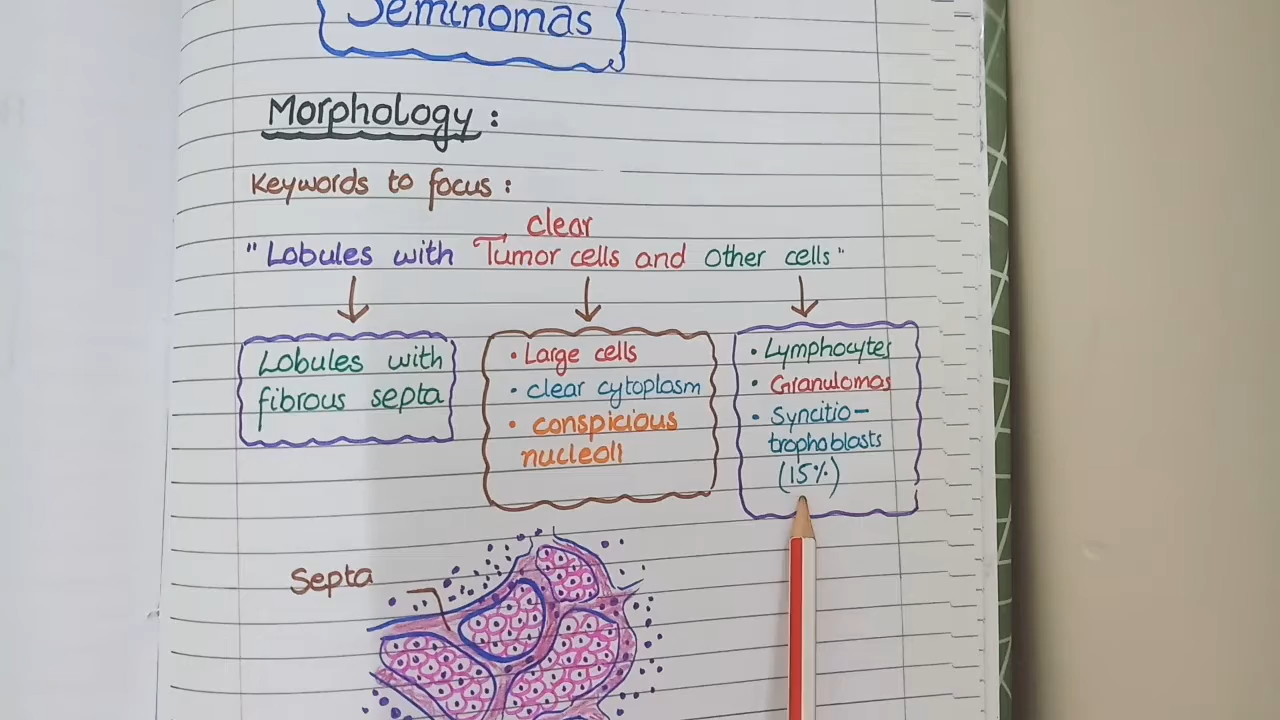 Seminomas
Morphology :
Keywords to focus :
clear
"Lobules with Tumor cells and Other cells"
Lobules with
fibrous septa
• Large cells
• clear cytoplasm
• conspicious
nucleoli
• Lymphocytes
• Granulomas
• Syncitio-
trophoblasts
(15%)
Septa